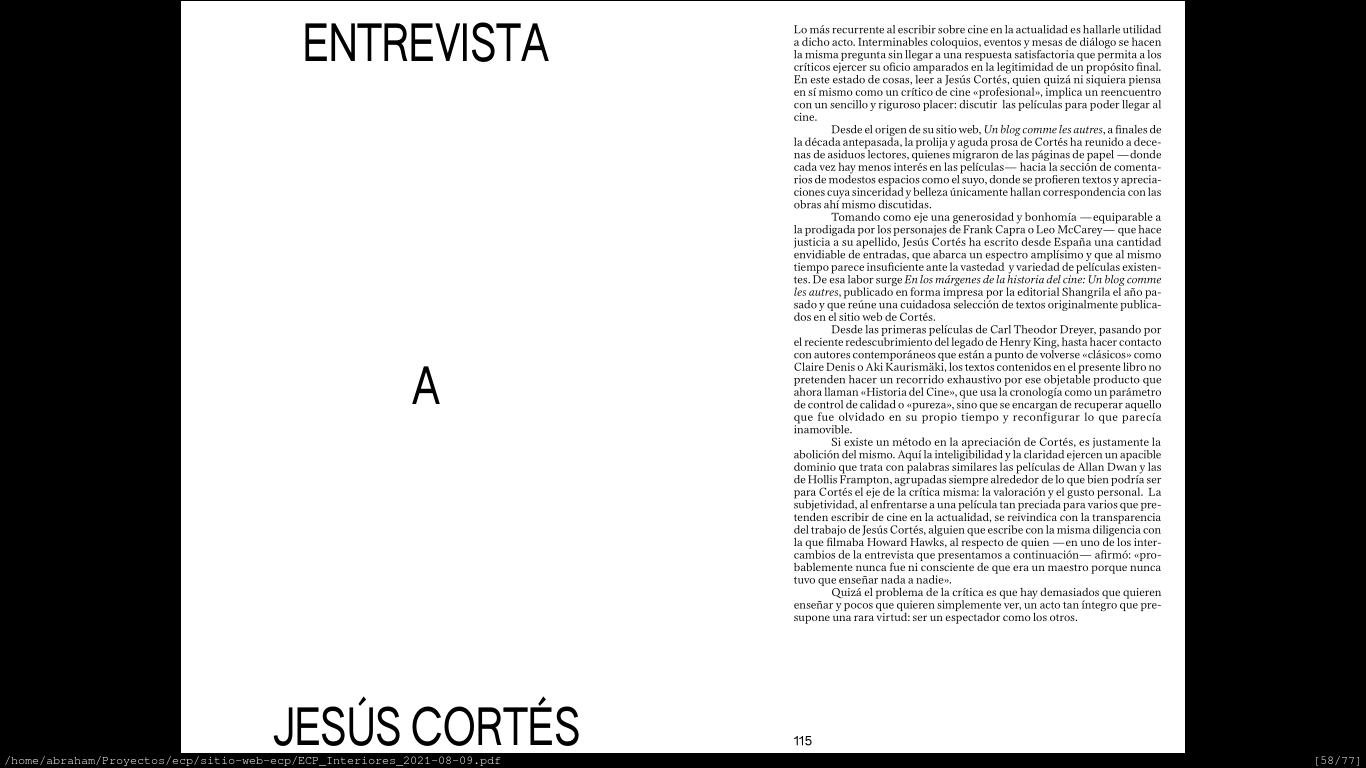 ENTREVISTA
A
JESÚS CORTÉS
Lo más recurrente al escribir sobre cine en la actualidad es hallarle utilidad
a dicho acto. Interminables coloquios, eventos y mesas de diálogo se hacen
la misma pregunta sin llegar a una respuesta satisfactoria que permita a los
críticos ejercer su oficio amparados en la legitimidad de un propósito final.
En este estado de cosas, leer a Jesús Cortés, quien quizá ni siquiera piensa
en sí mismo como un crítico de cine «profesional», implica un reencuentro
con un sencillo y riguroso placer: discutir las películas para poder llegar al
cine.
Desde el origen de su sitio web, Un blog comme les autres, a finales de
la década antepasada, la prolija y aguda prosa de Cortés ha reunido a dece-
nas de asiduos lectores, quienes migraron de las páginas de papel —donde
cada vez hay menos interés en las películas— hacia la sección de comenta-
rios de modestos espacios como el suyo, donde se profieren textos y aprecia-
ciones cuya sinceridad y belleza únicamente hallan correspondencia con las
obras ahí mismo discutidas.
Tomando como eje una generosidad y bonhomía —equiparable a
la prodigada por los personajes de Frank Capra o Leo McCarey— que hace
justicia a su apellido, Jesús Cortés ha escrito desde España una cantidad
envidiable de entradas, que abarca un espectro amplísimo y que al mismo
tiempo parece insuficiente ante la vastedad y variedad de películas existen-
tes. De esa labor surge En los márgenes de la historia del cine: Un blog comme
les autres, publicado en forma impresa por la editorial Shangrila el año pa-
sado y que reúne una cuidadosa selección de textos originalmente publica-
dos en el sitio web de Cortés.
Desde las primeras películas de Carl Theodor Dreyer, pasando por
el reciente redescubrimiento del legado de Henry King, hasta hacer contacto
con autores contemporáneos que están a punto de volverse «clásicos» como
Claire Denis o Aki Kaurismäki, los textos contenidos en el presente libro no
pretenden hacer un recorrido exhaustivo por ese objetable producto que
ahora llaman «Historia del Cine», que usa la cronología como un parámetro
de control de calidad o «pureza», sino que se encargan de recuperar aquello
que fue olvidado en su propio tiempo y reconfigurar lo que parecía
inamovible.
Si existe un método en la apreciación de Cortés, es justamente la
abolición del mismo. Aquí la inteligibilidad y la claridad ejercen un apacible
dominio que trata con palabras similares las películas de Allan Dwan y las
de Hollis Frampton, agrupadas siempre alrededor de lo que bien podría ser
para Cortés el eje de la crítica misma: la valoración y el gusto personal. La
subjetividad, al enfrentarse a una película tan preciada para varios que pre-
tenden escribir de cine en la actualidad, se reivindica con la transparencia
del trabajo de Jesús Cortés, alguien que escribe con la misma diligencia con
la que filmaba Howard Hawks, al respecto de quien —en uno de los inter-
cambios de la entrevista que presentamos a continuación— afirmó: «pro-
bablemente nunca fue ni consciente de que era un maestro porque nunca
tuvo que enseñar nada a nadie».
Quizá el problema de la crítica es que hay demasiados que quieren
enseñar y pocos que quieren simplemente ver, un acto tan íntegro que pre-
supone una rara virtud: ser un espectador como los otros.
115
/home/abraham/Proyectos/ecp/sitio-web-ecp/ECP_Interiores_2021-08-09.pdf
[58/77]